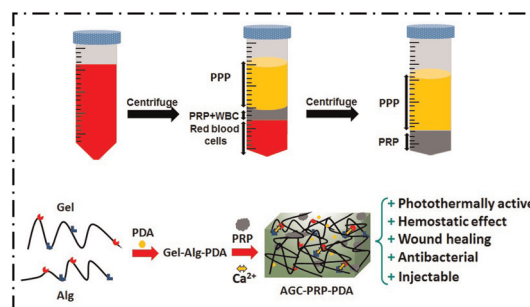 PPP
Centrifuge
PRP+WBC
Red blood
cells
Centrifuge
PPP
PRP
Gel
Alg
PDA
Gel-Alg-PDA
PRP
Ca2+
AGC-PRP-PDA
+ Photothermally active
+ Hemostatic effect
+ Wound healing
+ Antibacterial
+ Injectable